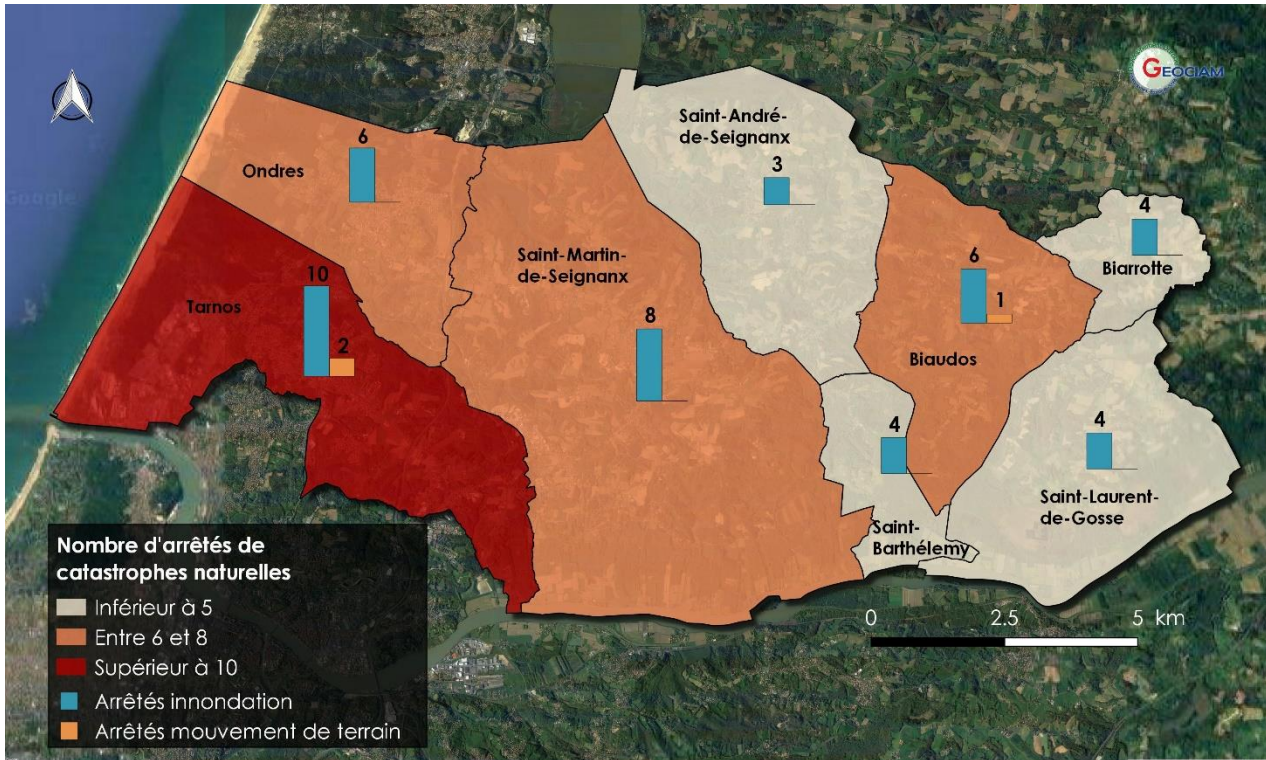 GEOCIAM
Google
Saint-André-
de-Seignanx
3
6
Ondres
4
Biarrotte
Saint-Martin-
de-Seignanx
8
6
1
Biaudos
10
2
Tarnos
4
4
Saint-Laurent-
de-Gosse
Saint-
Barthélemy
Nombre d'arrêtés de
catastrophes naturelles
Inférieur à 5
Entre 6 et 8
Supérieur à 10
Arrêtés innondation
Arrêtés mouvement de terrain
0 2.5 5 km